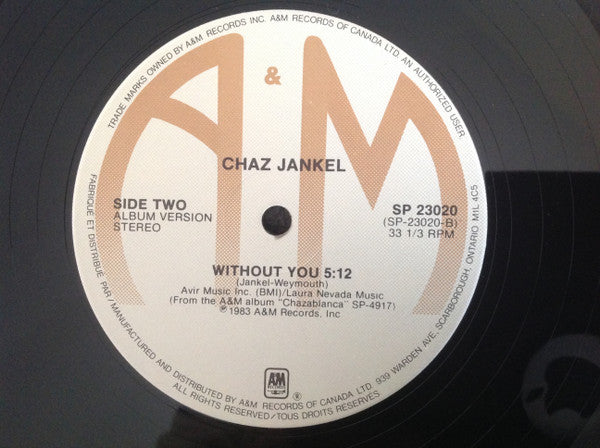 TRADE MARKS OWNED BY A&M RECORDS INC. A&M RECORDS OF CANADA LTD. AN AUTHORIZED USER
A & M
CHAZ JANKEL
SIDE TWO
ALBUM VERSION
STEREO
SP 23020
(SP-23020-B)
33 1/3 RPM
WITHOUT YOU 5:12
(Jankel-Weymouth)
Avir Music Inc. (BMI)/Laura Nevada Music
(From the A&M album "Chazablanca" SP-4917)
℗1983 A&M Records, Inc
A&M
RECORDS
®
FABRIQUE ET DISTRIBUÉ PAR/MANUFACTURED AND DISTRIBUTED BY A&M RECORDS OF CANADA LTD. 939 WARDEN AVE, SCARBOROUGH, ONTARIO M1L 4C5
ALL RIGHTS RESERVED/TOUS DROITS RESERVES